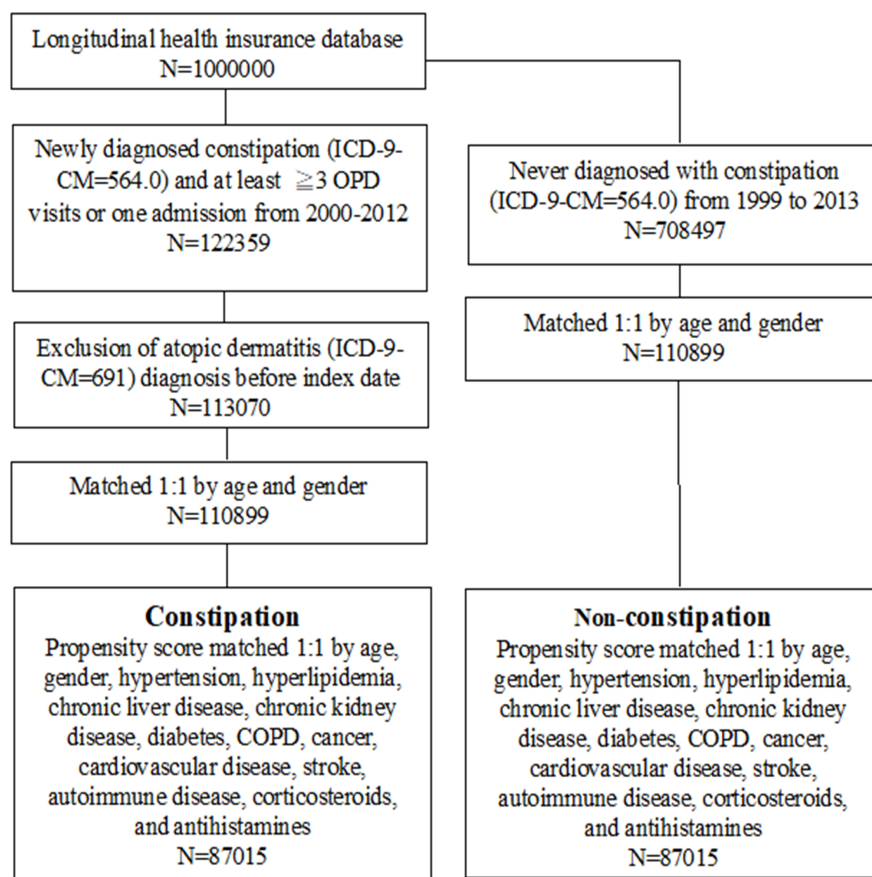 Longitudinal health insurance database
N=1000000
Newly diagnosed constipation (ICD-9-
CM=564.0) and at least ≧3 OPD
visits or one admission from 2000-2012
N=122359
Never diagnosed with constipation
(ICD-9-CM=564.0) from 1999 to 2013
N=708497
Exclusion of atopic dermatitis (ICD-9-
CM=691) diagnosis before index date
N=113070
Matched 1:1 by age and gender
N=110899
Matched 1:1 by age and gender
N=110899
Constipation
Propensity score matched 1:1 by age,
gender, hypertension, hyperlipidemia,
chronic liver disease, chronic kidney
disease, diabetes, COPD, cancer,
cardiovascular disease, stroke,
autoimmune disease, corticosteroids,
and antihistamines
N=87015
Non-constipation
Propensity score matched 1:1 by age,
gender, hypertension, hyperlipidemia,
chronic liver disease, chronic kidney
disease, diabetes, COPD, cancer,
cardiovascular disease, stroke,
autoimmune disease, corticosteroids,
and antihistamines
N=87015